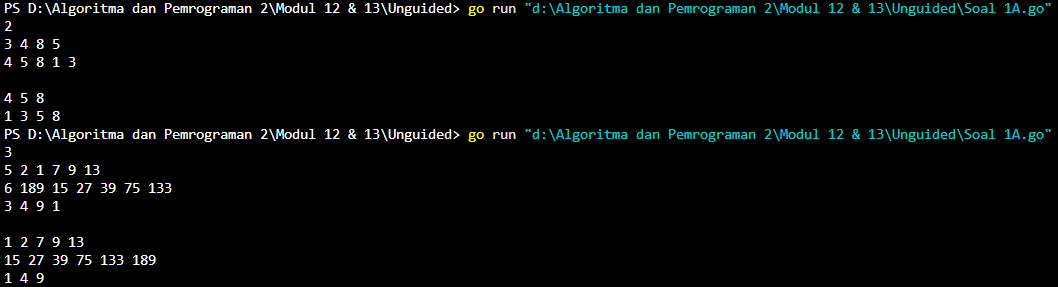 PS D:\Algoritma dan Pemrograman 2\Modul 12 & 13\Unguided> go run "d:\Algoritma dan Pemrograman 2\Modul 12 & 13\Unguided\Soal 1A.go"
2
3 4 8 5
4 5 8 1 3
4 5 8
1 3 5 8
PS D:\Algoritma dan Pemrograman 2\Modul 12 & 13\Unguided> go run "d:\Algoritma dan Pemrograman 2\Modul 12 & 13\Unguided\Soal 1A.go"
3
5 2 1 7 9 13
6 189 15 27 39 75 133
3 4 9 1
1 2 7 9 13
15 27 39 75 133 189
1 4 9